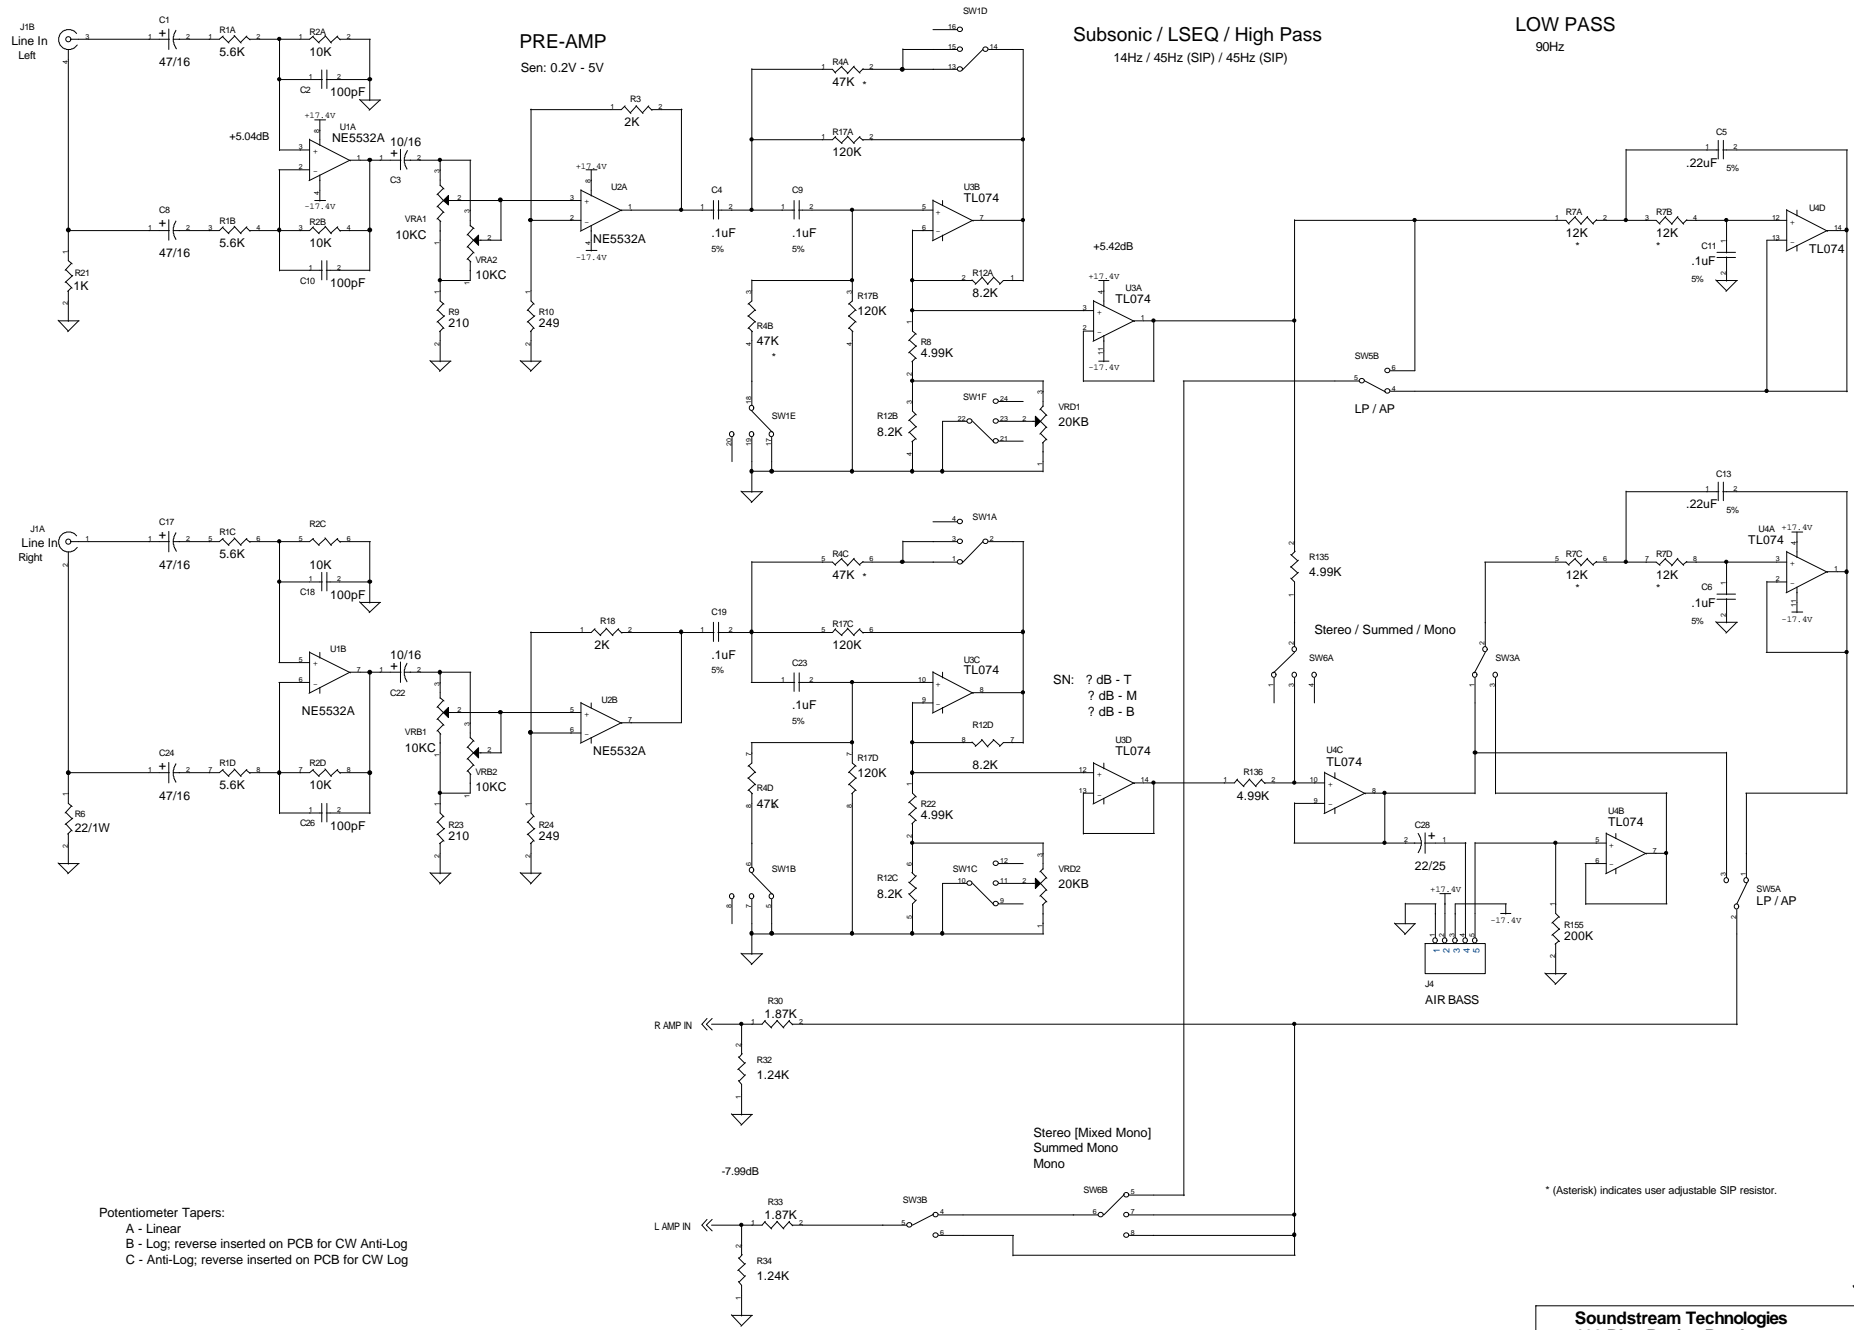 J1B
Line In
Left
C1
47/16
R1A
5.6K
R2A
10K
C2
100pF
+5.04dB
+17.4V
U1A
NE5532A
-17.4V
10/16
C3
C8
47/16
R1B
5.6K
R2B
10K
C10
100pF
R21
1K
VRA1
10KC
VRA2
10KC
R9
210
PRE-AMP
Sen: 0.2V - 5V
R3
2K
+17.4V
U2A
NE5532A
-17.4V
R10
249
C4
.1uF
5%
C9
.1uF
5%
SW1D
R4A
47K *
R17A
120K
U3B
TL074
R4B
47K
*
R17B
120K
SW1E
R12A
8.2K
R8
4.99K
R12B
8.2K
SW1F
VRD1
20KB
Subsonic / LSEQ / High Pass
14Hz / 45Hz (SIP) / 45Hz (SIP)
+5.42dB
+17.4V
U3A
TL074
-17.4V
LOW PASS
90Hz
C5
.22uF
5%
R7A
12K
*
R7B
12K
*
C11
.1uF
5%
U4D
TL074
SW5B
LP / AP
J1A
Line In
Right
C17
47/16
R1C
5.6K
R2C
10K
C18
100pF
U1B
NE5532A
10/16
C22
C24
47/16
R1D
5.6K
R2D
10K
C26
100pF
R6
22/1W
VRB1
10KC
VRB2
10KC
R23
210
R18
2K
U2B
NE5532A
R24
249
C19
.1uF
5%
C23
.1uF
5%
SW1A
R4C
47K *
R17C
120K
U3C
TL074
R4D
47K
R17D
120K
SW1B
R12D
8.2K
R22
4.99K
R12C
8.2K
SW1C
VRD2
20KB
SN: ? dB - T
? dB - M
? dB - B
U3D
TL074
R136
4.99K
R135
4.99K
Stereo / Summed / Mono
SW6A
U4C
TL074
SW3A
C13
.22uF
5%
R7C
12K
*
R7D
12K
*
C6
.1uF
5%
U4A
TL074
+17.4V
-17.4V
C28
22/25
U4B
TL074
+17.4V
-17.4V
R155
200K
1 2 3 4 5
J4
AIR BASS
SW5A
LP / AP
R AMP IN
R30
1.87K
R32
1.24K
Stereo [Mixed Mono]
Summed Mono
Mono
-7.99dB
L AMP IN
R33
1.87K
R34
1.24K
SW3B
SW6B
* (Asterisk) indicates user adjustable SIP resistor.
Potentiometer Tapers:
A - Linear
B - Log; reverse inserted on PCB for CW Anti-Log
C - Anti-Log; reverse inserted on PCB for CW Log
Soundstream Technologies